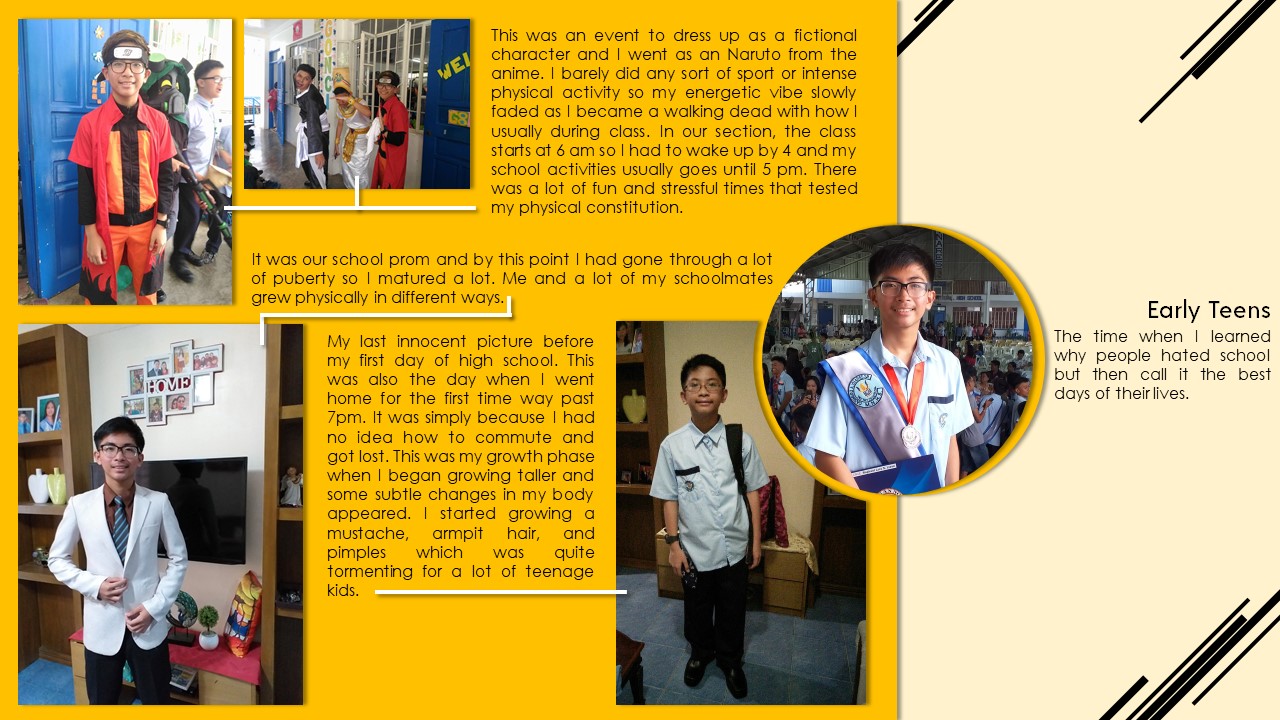 This was an event to dress up as a fictional
character and I went as an Naruto from the
anime. I barely did any sort of sport or intense
physical activity so my energetic vibe slowly
faded as I became a walking dead with how I
usually during class. In our section, the class
starts at 6 am so I had to wake up by 4 and my
school activities usually goes until 5 pm. There
was a lot of fun and stressful times that tested
my physical constitution.
WEL
It was our school prom and by this point I had gone through a lot
of puberty so I matured a lot. Me and a lot of my schoolmates
grew physically in different ways.
HOME
My last innocent picture before
my first day of high school. This
was also the day when I went
home for the first time way past
7pm. It was simply because I had
no idea how to commute and
got lost. This was my growth phase
when I began growing taller and
some subtle changes in my body
appeared. I started growing a
mustache, armpit hair, and
pimples which was quite
tormenting for a lot of teenage
kids.
HIGH SCHOOL
Early Teens
The time when I learned
why people hated school
but then call it the best
days of their lives.